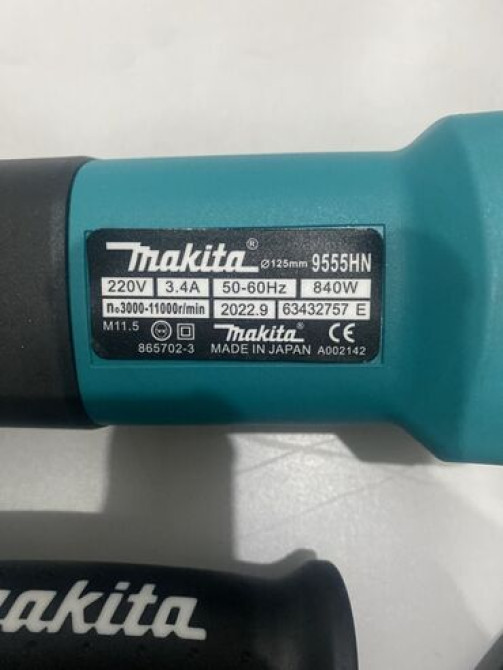 makita® Ø125mm 9555HN
220V 3.4A 50-60Hz 840W
n₀3000-11000r/min 2022.9 63432757 E
M11.5 makita® CE
865702-3 MADE IN JAPAN A002142
makita